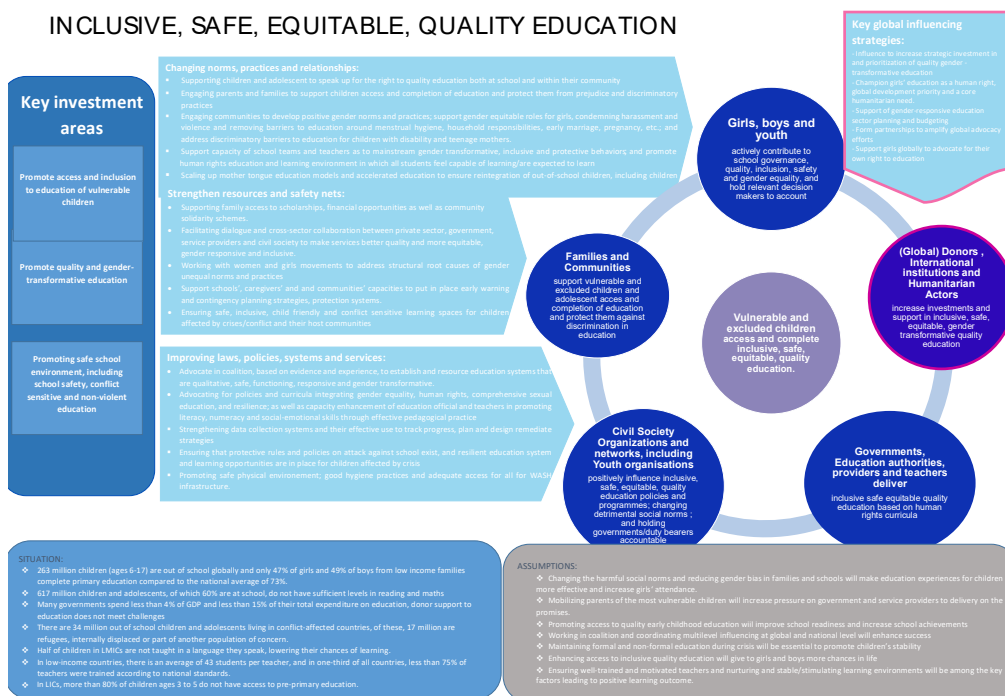 INCLUSIVE, SAFE, EQUITABLE, QUALITY EDUCATION
Key investment
areas
Promote access and inclusion
to education of vulnerable
children
Promote quality and gender-
transformative education
Promoting safe school
environment, including
school safety, conflict
sensitive and non-violent
education
Changing norms, practices and relationships:
• Supporting children and adolescent to speak up for the right to quality education both at school and within their community
• Engaging parents and families to support children access and completion of education and protect them from prejudice and discriminatory
practices
• Engaging communities to develop positive gender norms and practices; support gender equitable roles for girls, condemning harassment and
violence and removing barriers to education around menstrual hygiene, household responsibilities, early marriage, pregnancy, etc.; and
address discriminatory barriers to education for children with disability and teenage mothers.
• Support capacity of school teams and teachers as to mainstream gender transformative, inclusive and protective behaviors; and promote
human rights education and learning environment in which all students feel capable of learning/are expected to learn
• Scaling up mother tongue education models and accelerated education to ensure reintegration of out-of-school children, including children
Strengthen resources and safety nets:
• Supporting family access to scholarships, financial opportunities as well as community
solidarity schemes.
• Facilitating dialogue and cross-sector collaboration between private sector, government,
service providers and civil society to make services better quality and more equitable,
gender responsive and inclusive.
• Working with women and girls movements to address structural root causes of gender
unequal norms and practices
• Support schools', caregivers' and and communities' capacities to put in place early warning
and contingency planning strategies, protection systems.
• Ensuring safe, inclusive, child friendly and conflict sensitive learning spaces for children
affected by crises/conflict and their host communities
Improving laws, policies, systems and services:
• Advocate in coalition, based on evidence and experience, to establish and resource education systems that
are qualitative, safe, functioning, responsive and gender transformative.
• Advocating for policies and curricula integrating gender equality, human rights, comprehensive sexual
education, and resilience; as well as capacity enhancement of education official and teachers in promoting
literacy, numeracy and social-emotional skills through effective pedagogical practice
• Strengthening data collection systems and their effective use to track progress, plan and design remediate
strategies
• Ensuring that protective rules and policies on attack against school exist, and resilient education system
and learning opportunities are in place for children affected by crisis
• Promoting safe physical environment; good hygiene practices and adequate access for all for WASH
infrastructure.
Key global influencing
strategies:
- Influence to increase strategic investment in
and prioritization of quality gender -
transformative education
- Champion girls' education as a human right,
global development priority and a core
humanitarian need.
- Support of gender-responsive education
sector planning and budgeting
- Form partnerships to amplify global advocacy
efforts
- Support girls globally to advocate for their
own right to education
Girls, boys and
youth
actively contribute to
school governance,
quality, inclusion, safety
and gender equality, and
hold relevant decision
makers to account
(Global) Donors ,
International
institutions and
Humanitarian
Actors
increase investments and
support in inclusive, safe,
equitable, gender
transformative quality
education
Families and
Communities
support vulnerable and
excluded children and
adolescent acces and
completion of education
and protect them against
discrimination in
education
Vulnerable and
excluded children
access and complete
inclusive, safe,
equitable, quality
education.
Civil Society
Organizations and
networks, including
Youth organisations
positively influence inclusive,
safe, equitable, quality
education policies and
programmes; changing
detrimental social norms ;
and holding
governments/duty bearers
accountable
Governments,
Education authorities,
providers and teachers
deliver
inclusive safe equitable quality
education based on human
rights curricula
SITUATION:
❖ 263 million children (ages 6-17) are out of school globally and only 47% of girls and 49% of boys from low income families
complete primary education compared to the national average of 73%.
❖ 617 million children and adolescents, of which 60% are at school, do not have sufficient levels in reading and maths
❖ Many governments spend less than 4% of GDP and less than 15% of their total expenditure on education, donor support to
education does not meet challenges
❖ There are 34 million out of school children and adolescents living in conflict-affected countries, of these, 17 million are
refugees, internally displaced or part of another population of concern.
❖ Half of children in LMICs are not taught in a language they speak, lowering their chances of learning.
❖ In low-income countries, there is an average of 43 students per teacher, and in one-third of all countries, less than 75% of
teachers were trained according to national standards.
❖ In LICs, more than 80% of children ages 3 to 5 do not have access to pre-primary education.
ASSUMPTIONS:
❖ Changing the harmful social norms and reducing gender bias in families and schools will make education experiences for children
more effective and increase girls' attendance.
❖ Mobilizing parents of the most vulnerable children will increase pressure on government and service providers to delivery on the
promises.
❖ Promoting access to quality early childhood education will improve school readiness and increase school achievements
❖ Working in coalition and coordinating multilevel influencing at global and national level will enhance success
❖ Maintaining formal and non-formal education during crisis will be essential to promote children's stability
❖ Enhancing access to inclusive quality education will give to girls and boys more chances in life
❖ Ensuring well-trained and motivated teachers and nurturing and stable/stimulating learning environments will be among the key
factors leading to positive learning outcome.